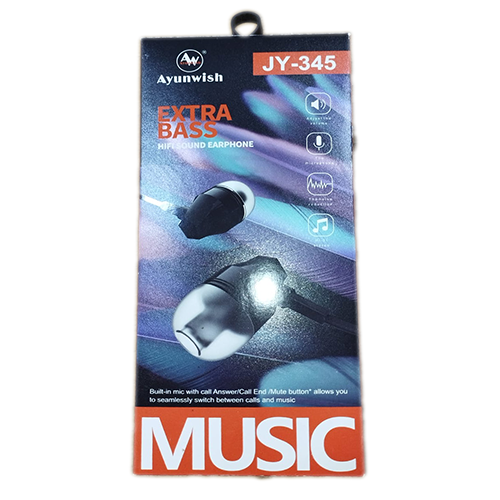 AW
Ayunwish
JY-345
EXTRA
BASS
HIFI SOUND EARPHONE
Built-in mic with call Answer/Call End /Mute button* allows you
to seamlessly switch between calls and music
MUSIC